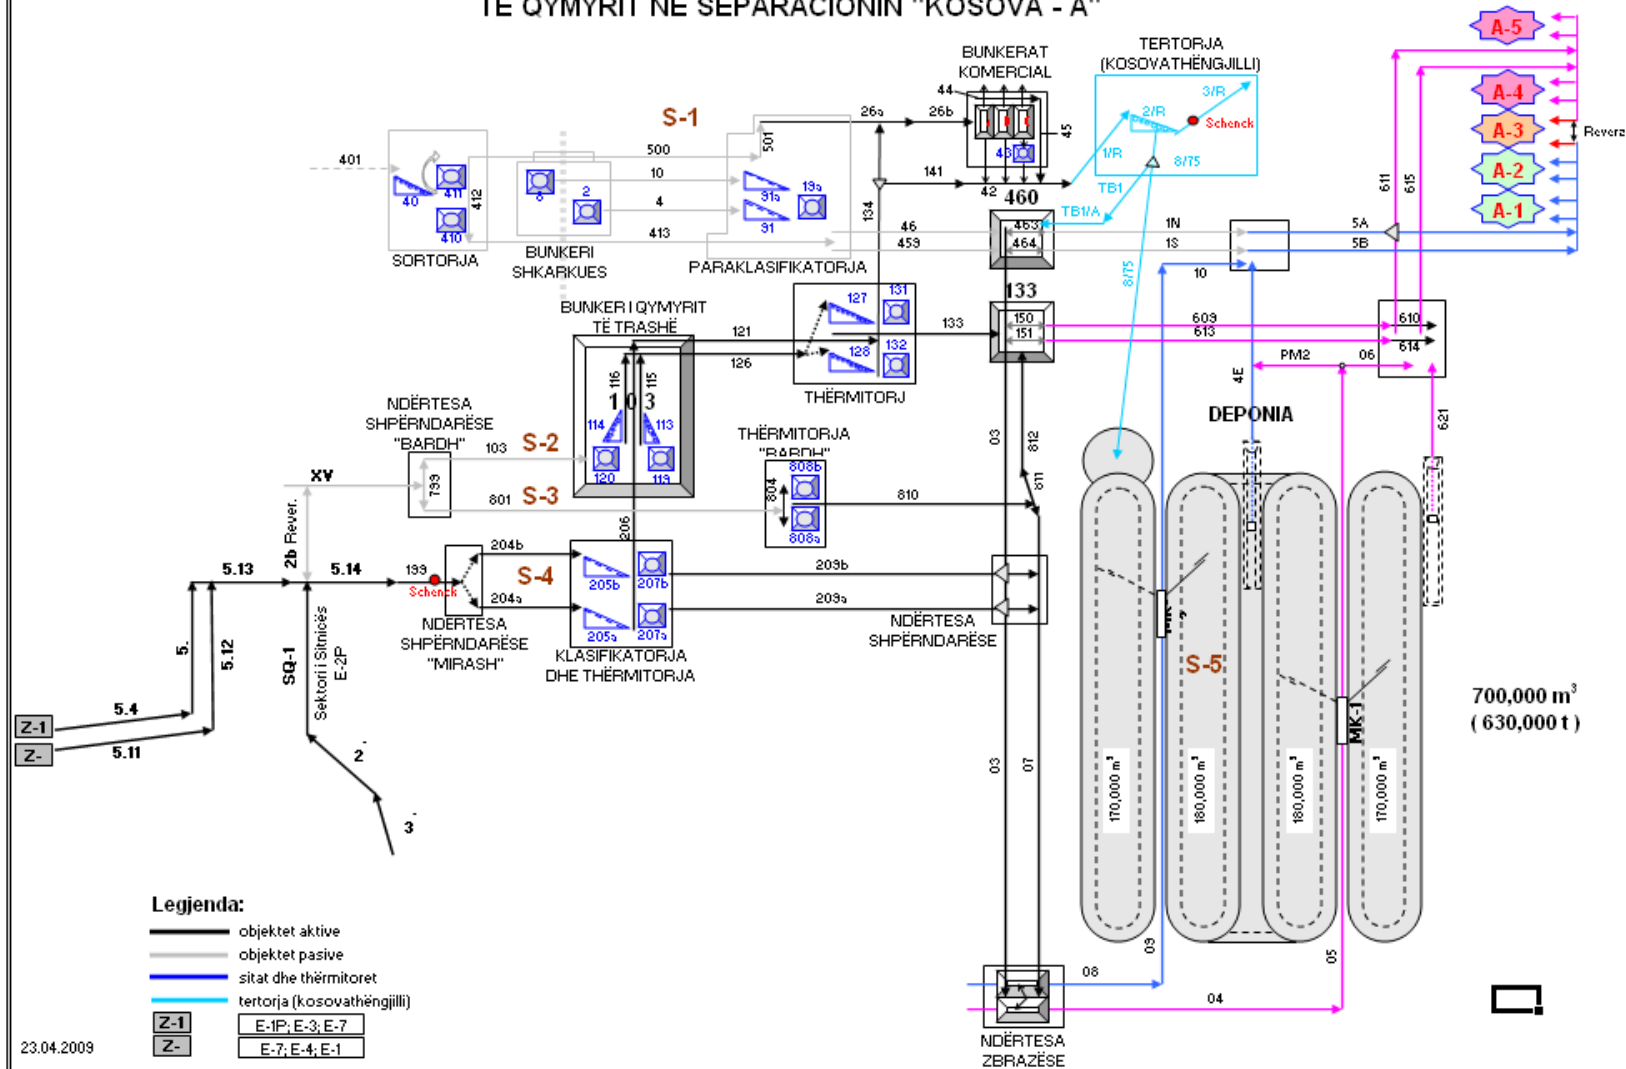 TË QYMYRIT NË SEPARACIONIN "KOSOVA - A"
BUNKERAT
KOMERCIAL
TERTORJA
(KOSOVATHËNGJILLI)
A-5
A-4
A-3
A-2
A-1
Reverz
S-1
44
26a
26b
45
43
42
141
134
501
500
401
412
10
4
413
40
411
410
8
2
91a
91
19a
46
459
SORTORJA
BUNKERI
SHKARKUES
PARAKLASIFIKATORJA
1/R
2/R
3/R
Schenck
8/75
TB1
TB1/A
8/75
460
463
464
1N
1S
5A
5B
10
611
615
BUNKER I QYMYRIT
TË TRASHË
121
126
116
115
103
114
113
120
119
127
131
128
132
THËRMITORJ
133
133
150
151
609
613
610
614
PM2
06
4E
621
DEPONIA
NDËRTESA
SHPËRNDARËSE
"BARDH"
103
S-2
799
XV
801
S-3
THËRMITORJA
"BARDH"
808b
804
808a
810
03
812
811
206
2b Rever.
5.13
5.14
199
Schenck
204b
204a
S-4
205b
205a
207b
207a
209b
209a
NDËRTESA
SHPËRNDARËSE
"MIRASH"
KLASIFIKATORJA
DHE THËRMITORJA
NDËRTESA
SHPËRNDARËSE
5.
5.12
SQ-1
Sektori i Sitnicës
E-2P
Z-1
Z-
5.4
5.11
2
3
03
07
S-5
MK-1
170,000 m³
180,000 m³
180,000 m³
170,000 m³
700,000 m³
( 630,000 t )
09
05
08
04
NDËRTESA
ZBRAZËSE
Legjenda:
objektet aktive
objektet pasive
sitat dhe thërmitoret
tertorja (kosovathëngjilli)
Z-1
E-1P; E-3; E-7
Z-
E-7; E-4; E-1
23.04.2009